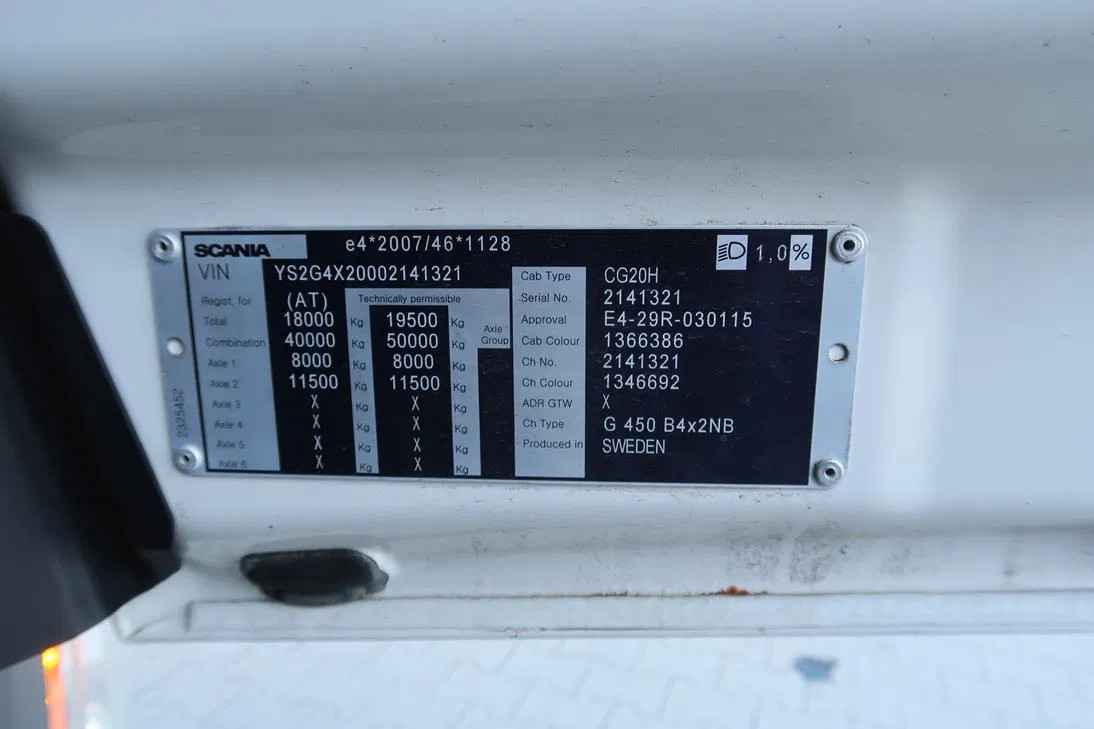 SCANIA e4*2007/46*1128 1,0%
VIN YS2G4X20002141321
Regist. for (AT) Technically permissible
Total 18000 Kg 19500 Kg
Combination 40000 Kg 50000 Kg Axle Group
Axle 1 8000 Kg 8000 Kg
Axle 2 11500 Kg 11500 Kg
Axle 3 X Kg X Kg
Axle 4 X Kg X Kg
Axle 5 X Kg X Kg
Axle 6 X Kg X Kg
Cab Type CG20H
Serial No. 2141321
Approval E4-29R-030115
Cab Colour 1366386
Ch No. 2141321
Ch Colour 1346692
ADR GTW X
Ch Type G 450 B4x2NB
Produced in SWEDEN
2325452